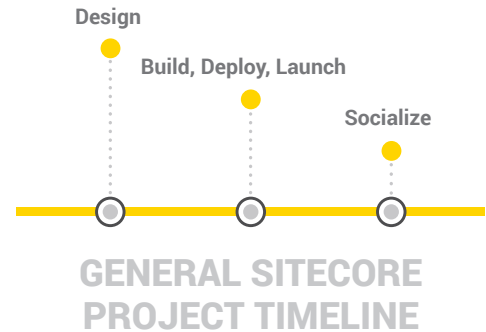 Design
Build, Deploy, Launch
Socialize
GENERAL SITECORE
PROJECT TIMELINE